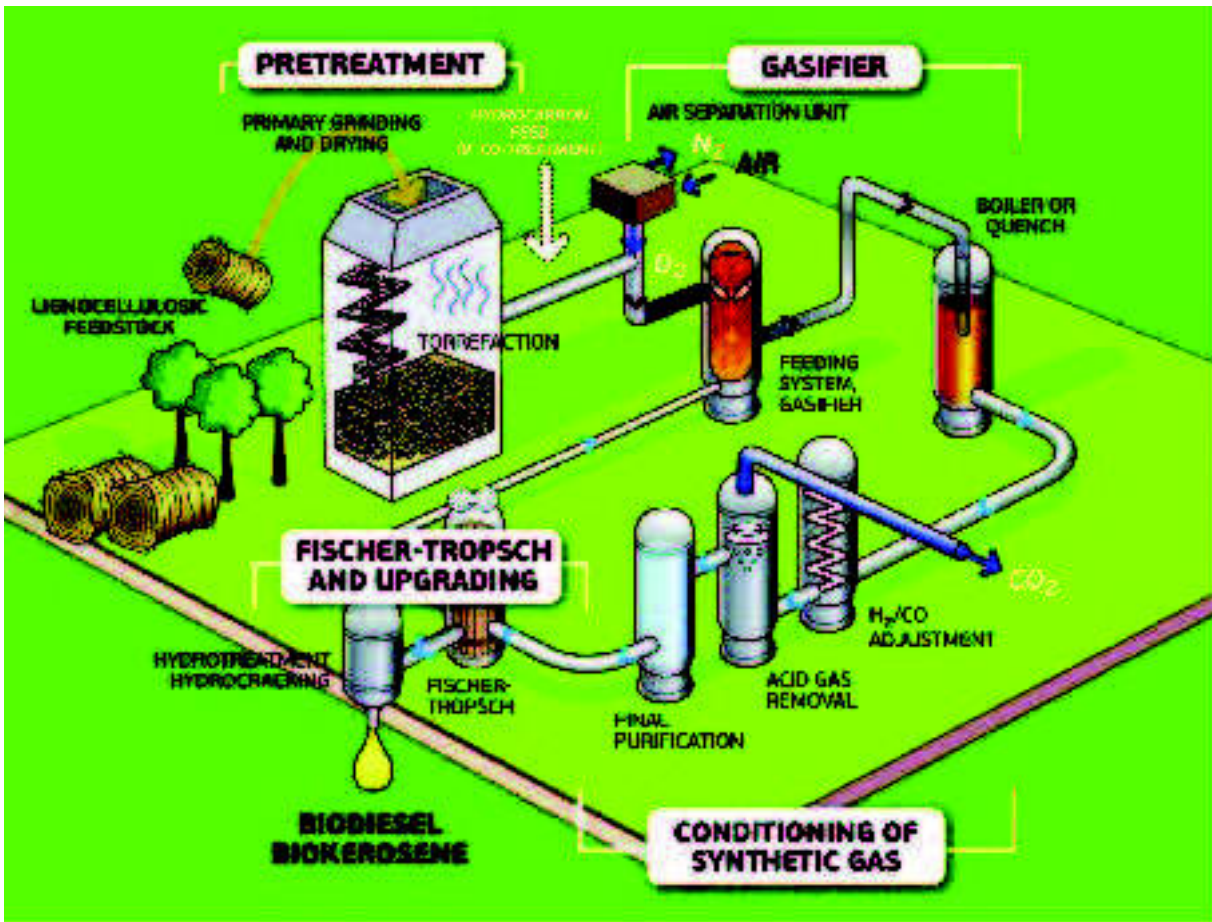 PRETREATMENT
GASIFIER
PRIMARY GRINDING
AND DRYING
HYDROCARBON
FEED
AIR SEPARATION UNIT
N2
AIR
BOILER OR
QUENCH
O2
LIGNOCELLULOSIC
FEEDSTOCK
TORREFACTION
FEEDING
SYSTEM,
GASIFIER
FISCHER-TROPSCH
AND UPGRADING
CO2
H2/CO
ADJUSTMENT
HYDROTREATMENT
HYDROCRACKING
FISCHER-
TROPSCH
ACID GAS
REMOVAL
FINAL
PURIFICATION
BIODIESEL
BIOKEROSENE
CONDITIONING OF
SYNTHETIC GAS